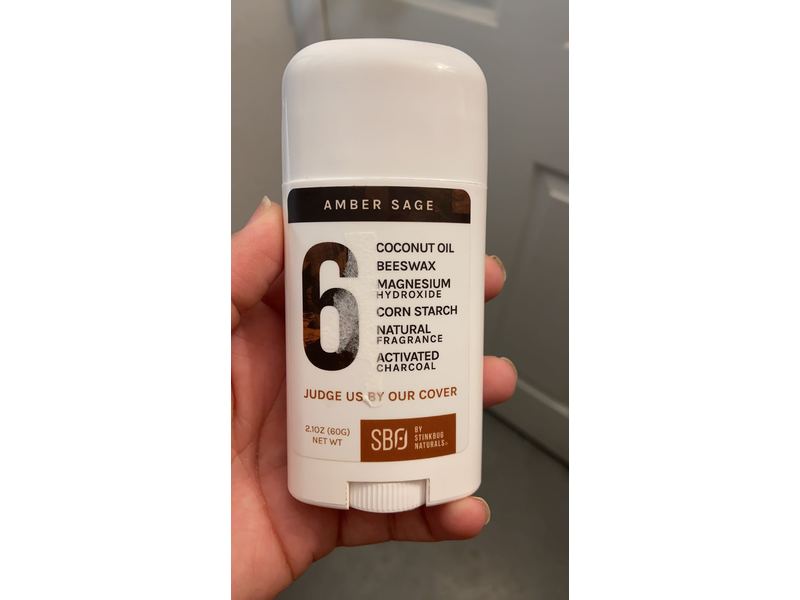 AMBER SAGE
6
COCONUT OIL
BEESWAX
MAGNESIUM
HYDROXIDE
CORN STARCH
NATURAL
FRAGRANCE
ACTIVATED
CHARCOAL
JUDGE US BY OUR COVER
2.1OZ (60G)
NET WT
SBN
BY
STINKBUG
NATURALS